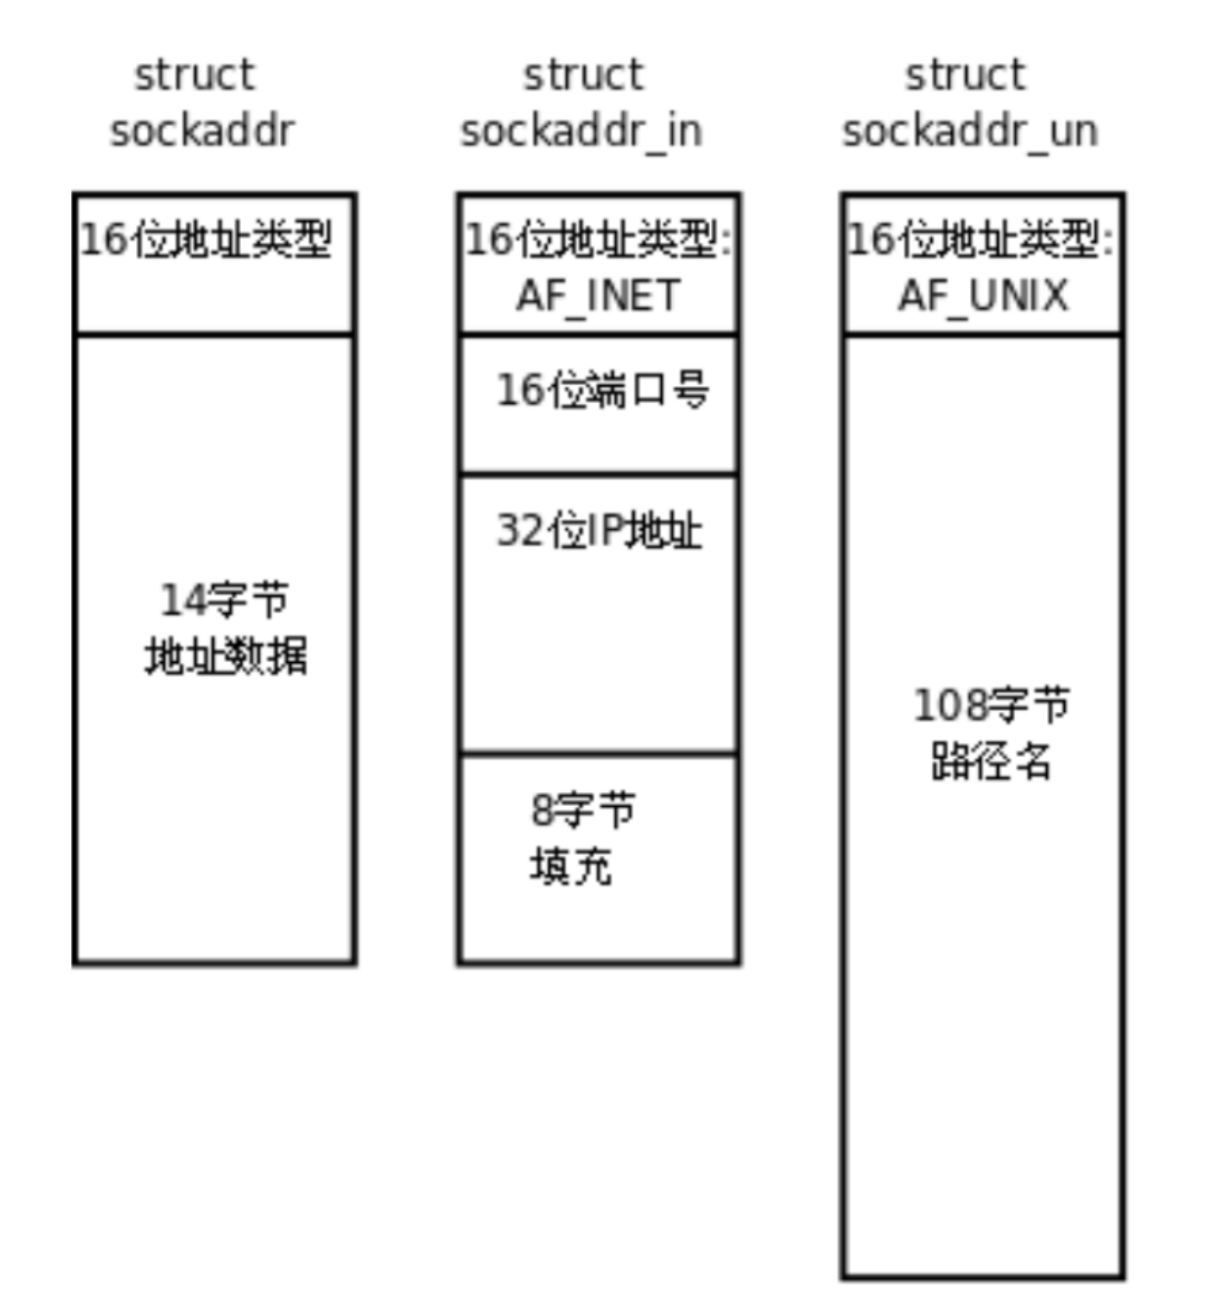 struct
sockaddr
16位地址类型
14字节
地址数据
struct
sockaddr_in
16位地址类型:
AF_INET
16位端口号
32位IP地址
8字节
填充
struct
sockaddr_un
16位地址类型:
AF_UNIX
108字节
路径名